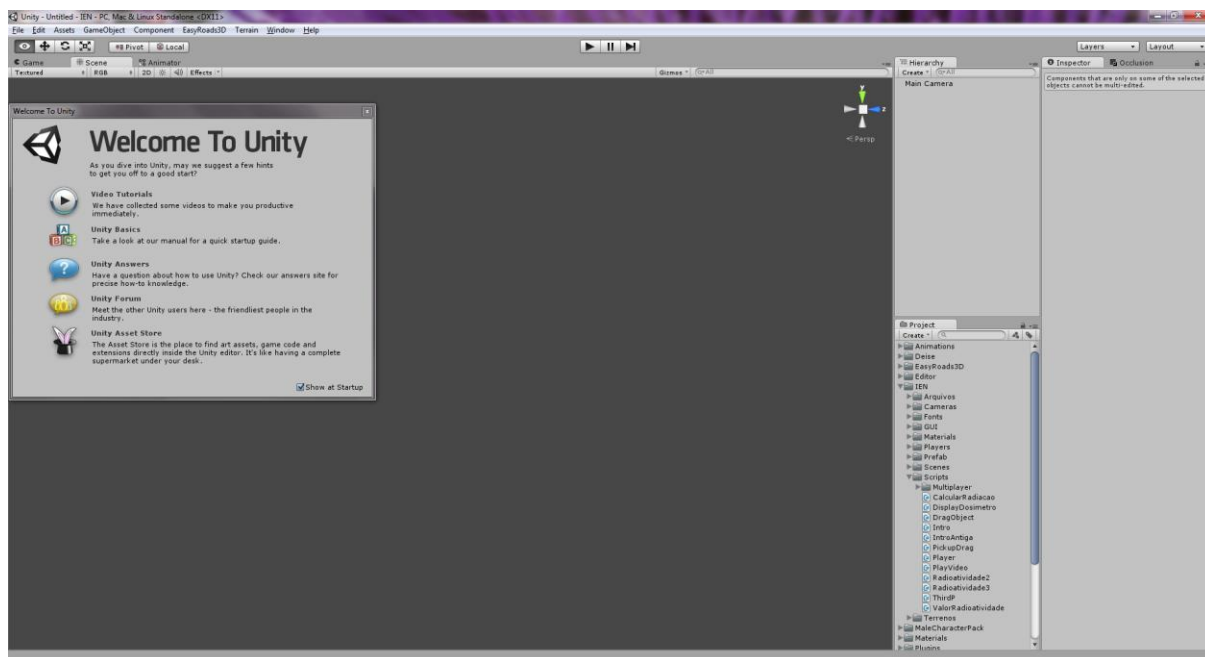 Unity - Untitled - IEN - PC, Mac & Linux Standalone <DX11>
File Edit Assets GameObject Component EasyRoads3D Terrain Window Help
Pivot Local
Layers Layout
Game Scene Animator
Textured RGB 2D Effects Gizmos All
Hierarchy
Create All
Main Camera
Inspector Occlusion
Components that are only on some of the selected
objects cannot be multi-edited.
y
z
Persp
Welcome To Unity
Welcome To Unity
As you dive into Unity, may we suggest a few hints
to get you off to a good start?
Video Tutorials
We have collected some videos to make you productive
immediately.
Unity Basics
Take a look at our manual for a quick startup guide.
Unity Answers
Have a question about how to use Unity? Check our answers site for
precise how-to knowledge.
Unity Forum
Meet the other Unity users here - the friendliest people in the
industry.
Unity Asset Store
The Asset Store is the place to find art assets, game code and
extensions directly inside the Unity editor. It's like having a complete
supermarket under your desk.
Show at Startup
Project
Create
Animations
Deise
EasyRoads3D
Editor
IEN
Arquivos
Cameras
Fonts
GUI
Materials
Players
Prefab
Scenes
Scripts
Multiplayer
CalcularRadiacao
DisplayDosimetro
DragObject
Intro
IntroAntiga
PickupDrag
Player
PlayVideo
Radioatividade2
Radioatividade3
ThirdP
ValorRadioatividade
Terrenos
MaleCharacterPack
Materials
Plugins